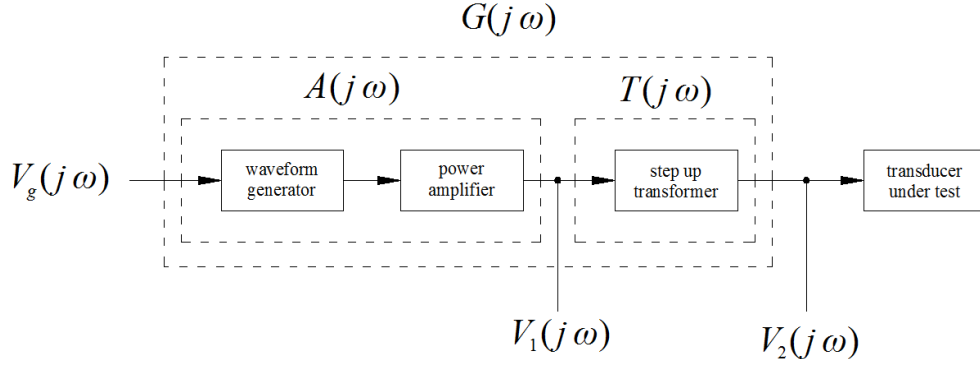 G(jω)
A(jω)
T(jω)
V_g(jω)
waveform
generator
power
amplifier
step up
transformer
transducer
under test
V_1(jω)
V_2(jω)